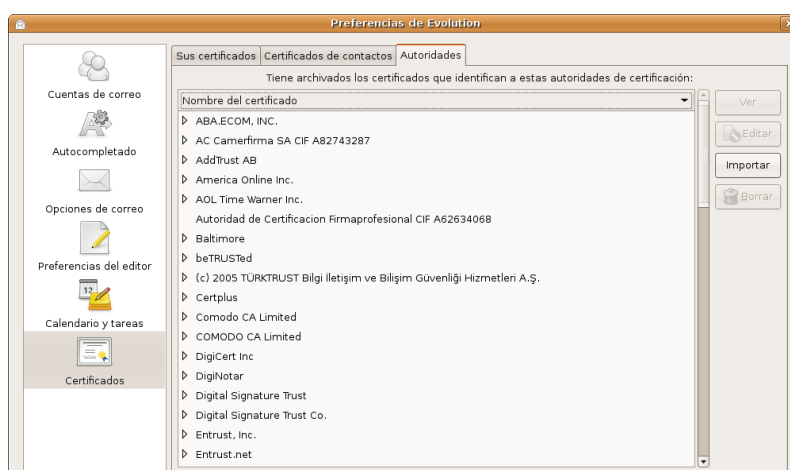 Preferencias de Evolution
Cuentas de correo
Autocompletado
Opciones de correo
Preferencias del editor
12
Calendario y tareas
Certificados
Sus certificados Certificados de contactos Autoridades
Tiene archivados los certificados que identifican a estas autoridades de certificación:
Nombre del certificado
ABA.ECOM, INC.
AC Camerfirma SA CIF A82743287
AddTrust AB
America Online Inc.
AOL Time Warner Inc.
Autoridad de Certificacion Firmaprofesional CIF A62634068
Baltimore
beTRUSTed
(c) 2005 TÜRKTRUST Bilgi İletişim ve Bilişim Güvenliği Hizmetleri A.Ş.
Certplus
Comodo CA Limited
COMODO CA Limited
DigiCert Inc
DigiNotar
Digital Signature Trust
Digital Signature Trust Co.
Entrust, Inc.
Entrust.net
Ver
Editar
Importar
Borrar